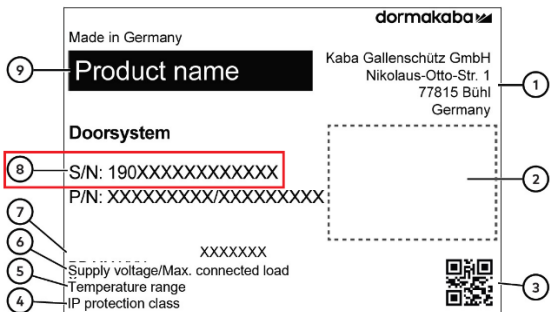 dormakaba
Made in Germany
9
Product name
Kaba Gallenschütz GmbH
Nikolaus-Otto-Str. 1
77815 Bühl
Germany
1
Doorsystem
8
S/N: 190XXXXXXXXXXXX
P/N: XXXXXXXXX/XXXXXXXXX
2
7
XXXXXXX
6
Supply voltage/Max. connected load
5
Temperature range
4
IP protection class
3